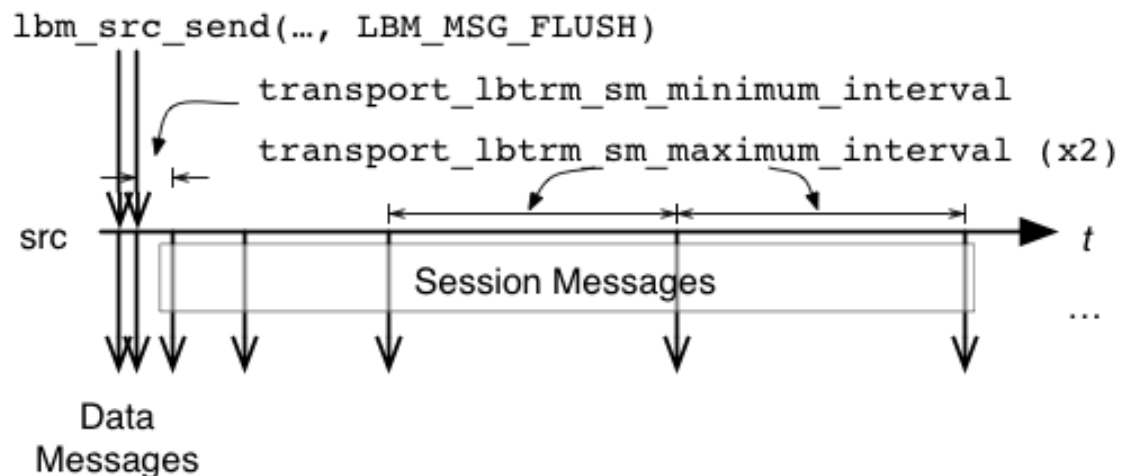 lbm_src_send(…, LBM_MSG_FLUSH)
transport_lbtrm_sm_minimum_interval
transport_lbtrm_sm_maximum_interval (x2)
src
t
Session Messages
…
Data
Messages